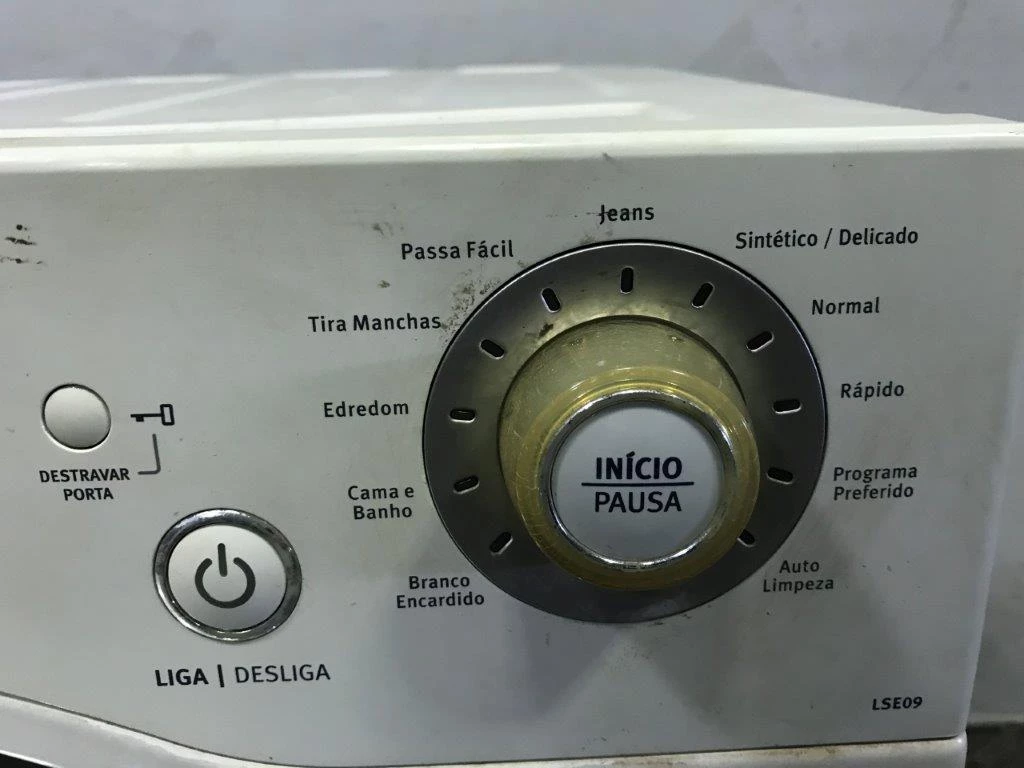 Jeans
Passa Fácil
Sintético / Delicado
Tira Manchas
Normal
Edredom
Rápido
DESTRAVAR
PORTA
Cama e
Banho
INÍCIO
PAUSA
Programa
Preferido
Branco
Encardido
Auto
Limpeza
LIGA | DESLIGA
LSE09